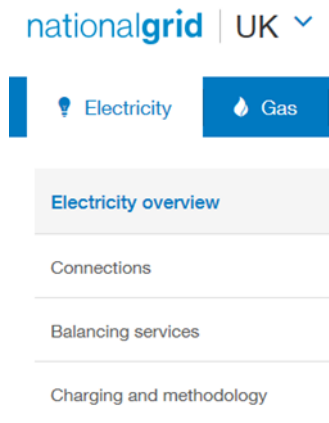 nationalgrid | UK
Electricity Gas
Electricity overview
Connections
Balancing services
Charging and methodology